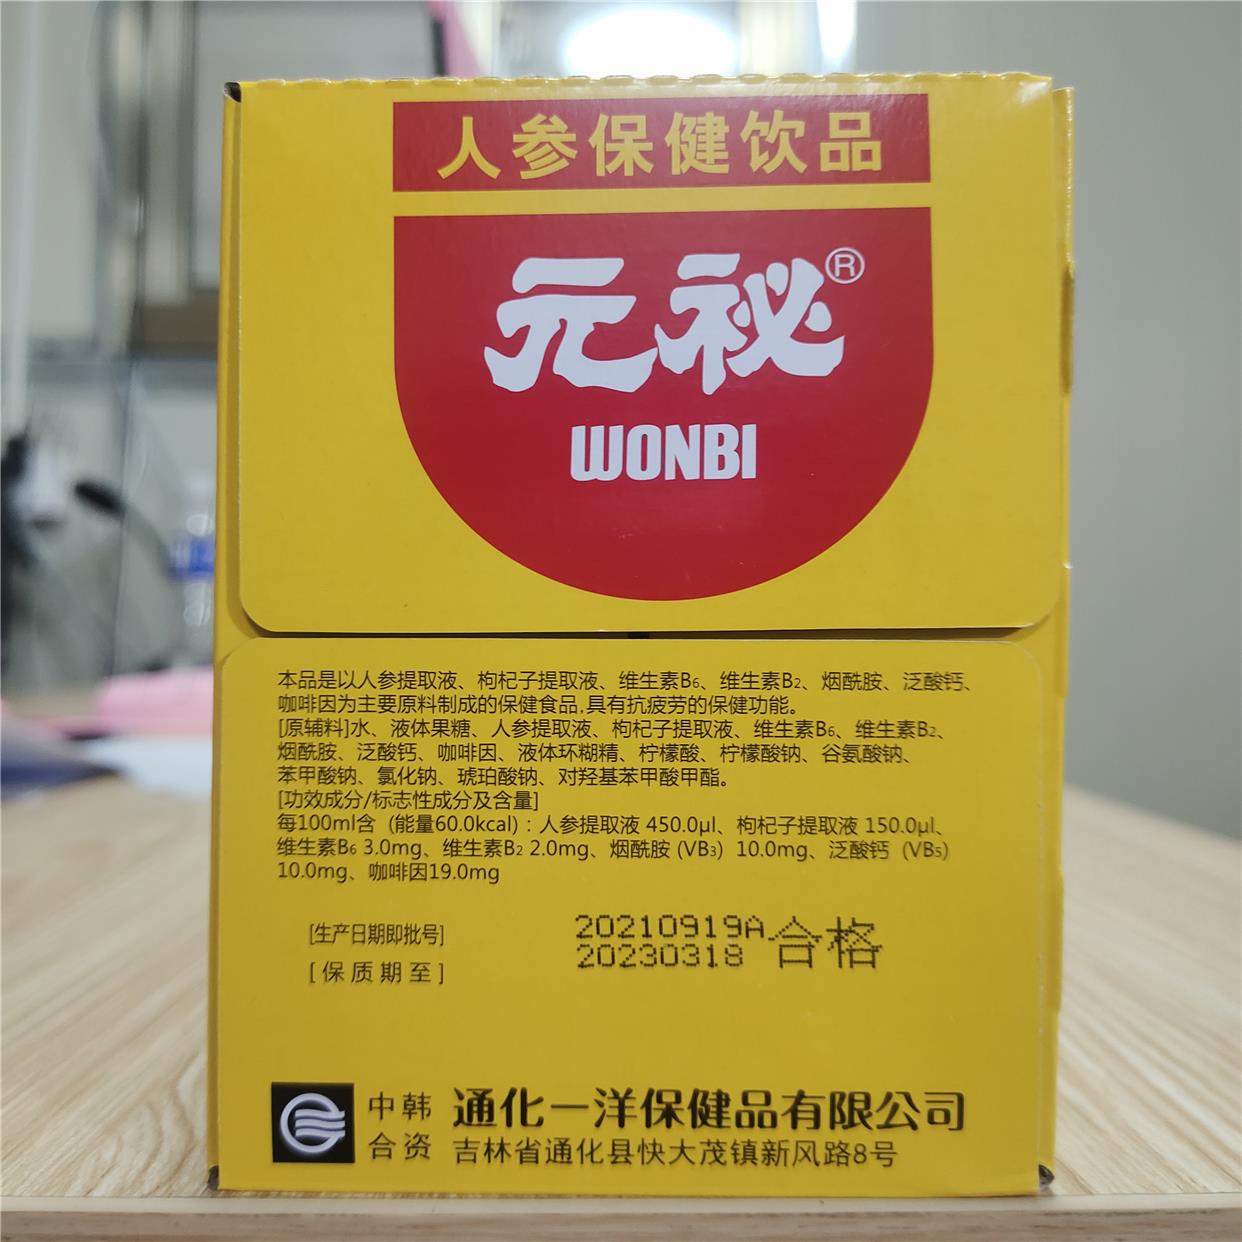 人参保健饮品
元祕®
WONBI
本品是以人参提取液、枸杞子提取液、维生素B6、维生素B2、烟酰胺、泛酸钙、
咖啡因为主要原料制成的保健食品,具有抗疲劳的保健功能。
[原辅料]水、液体果糖、人参提取液、枸杞子提取液、维生素B6、维生素B2、
烟酰胺、泛酸钙、咖啡因、液体环糊精、柠檬酸、柠檬酸钠、谷氨酸钠、
苯甲酸钠、氯化钠、琥珀酸钠、对羟基苯甲酸甲酯。
[功效成分/标志性成分及含量]
每100ml含 (能量60.0kcal)：人参提取液 450.0μl、枸杞子提取液 150.0μl、
维生素B6 3.0mg、维生素B2 2.0mg、烟酰胺 (VB3) 10.0mg、泛酸钙 (VB5)
10.0mg、咖啡因19.0mg
[生产日期即批号] 20210919A 合格
[保质期至] 20230318
中韩合资 通化一洋保健品有限公司
吉林省通化县快大茂镇新风路8号